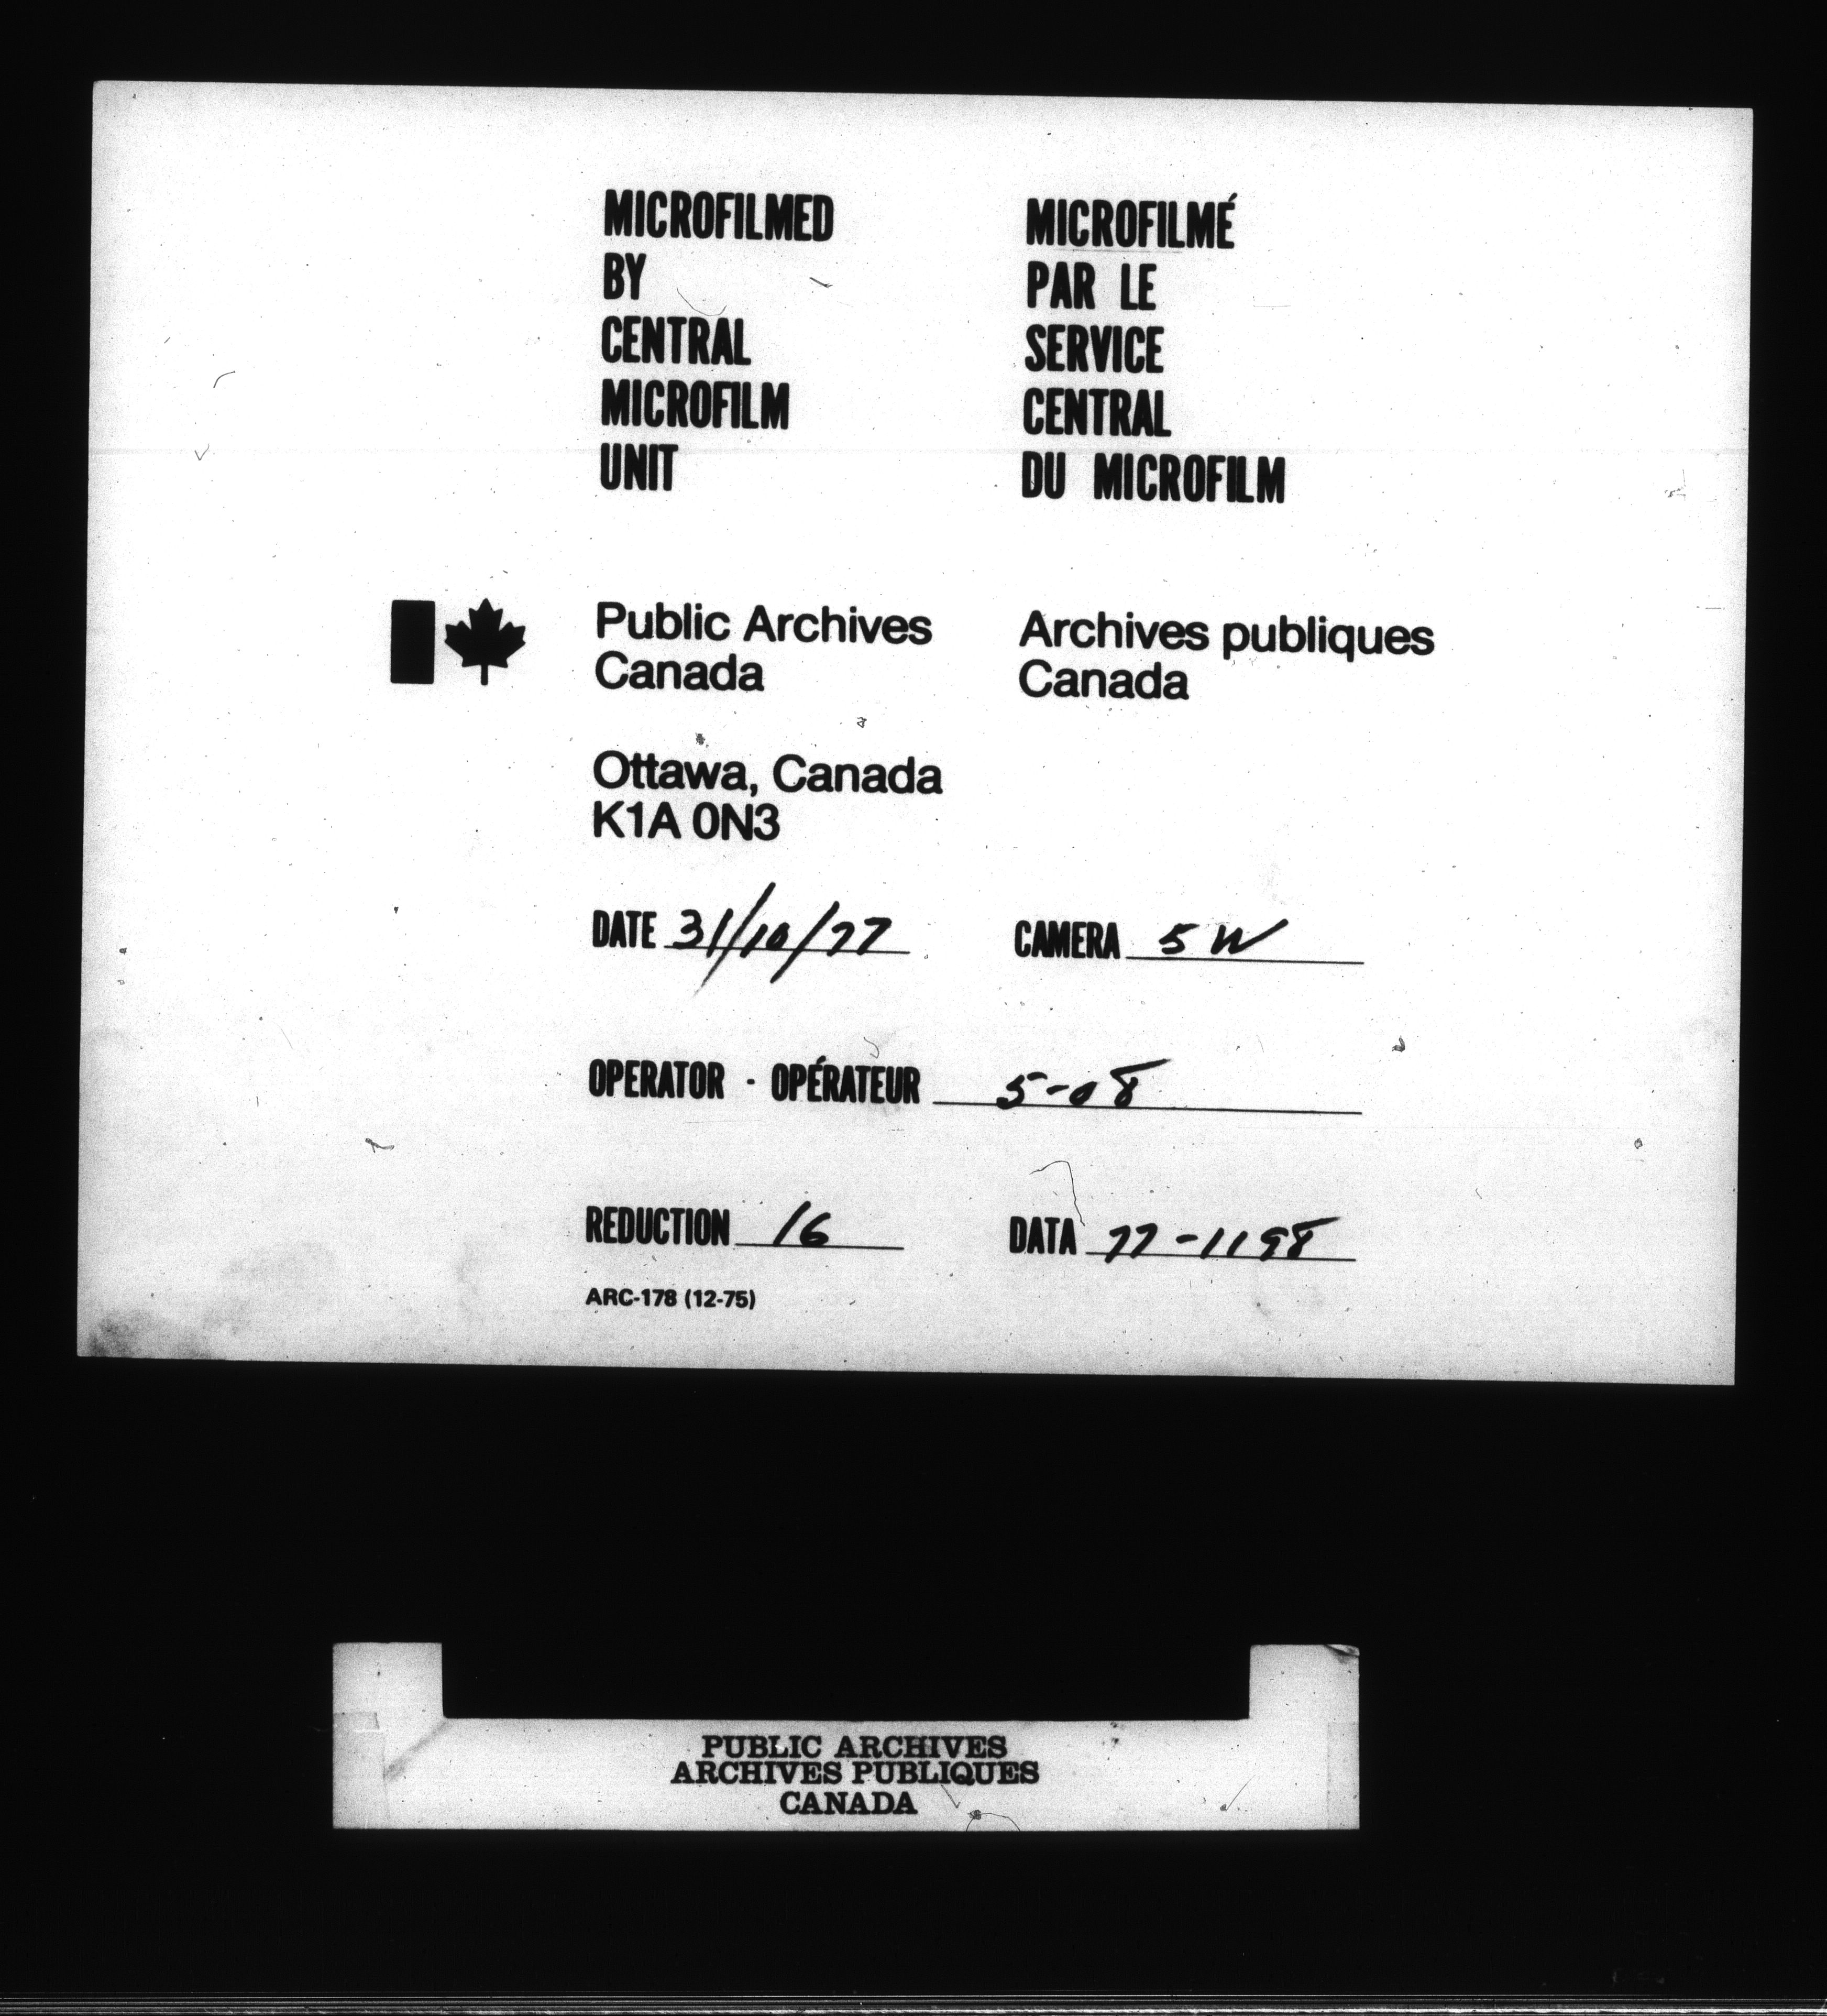 MICROFILMED
BY
CENTRAL
MICROFILM
UNIT
MICROFILMÉ
PAR LE
SERVICE
CENTRAL
DU MICROFILM
Public Archives
Canada
Archives publiques
Canada
Ottawa, Canada
K1A 0N3
DATE 31/10/77
CAMERA 5 W
OPERATOR - OPÉRATEUR 5-08
REDUCTION 16
DATA 77-1198
ARC-178 (12-75)
PUBLIC ARCHIVES
ARCHIVES PUBLIQUES
CANADA